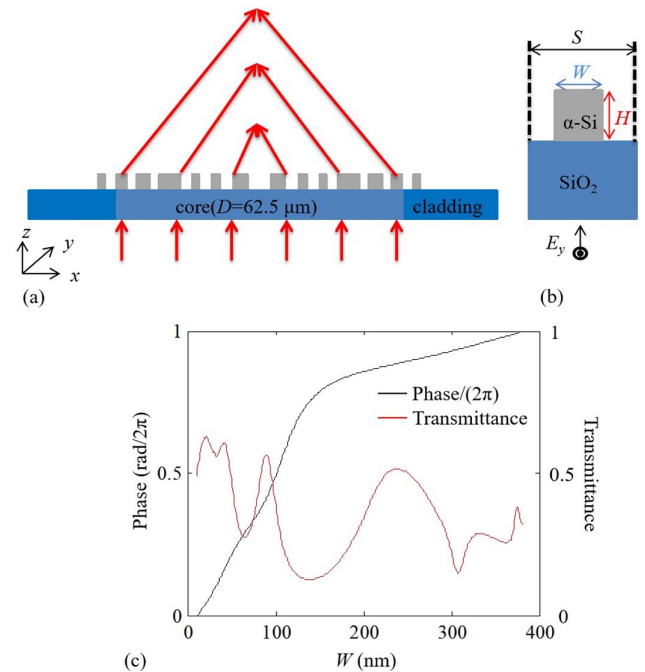 core(D=62.5 μm)
cladding
z
y
x
(a)
S
W
α-Si
H
SiO₂
E_y
(b)
1
0.5
0
Phase (rad/2π)
Phase/(2π)
Transmittance
1
0.5
0
Transmittance
0
100
200
300
400
W (nm)
(c)